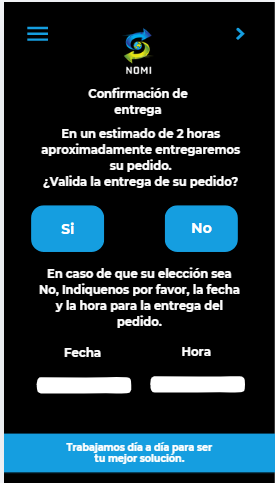 NOMI
Confirmación de
entrega
En un estimado de 2 horas
aproximadamente entregaremos
su pedido.
¿Valida la entrega de su pedido?
Si
No
En caso de que su elección sea
No, Indiquenos por favor, la fecha
y la hora para la entrega del
pedido.
Fecha
Hora
Trabajamos día a día para ser
tu mejor solución.